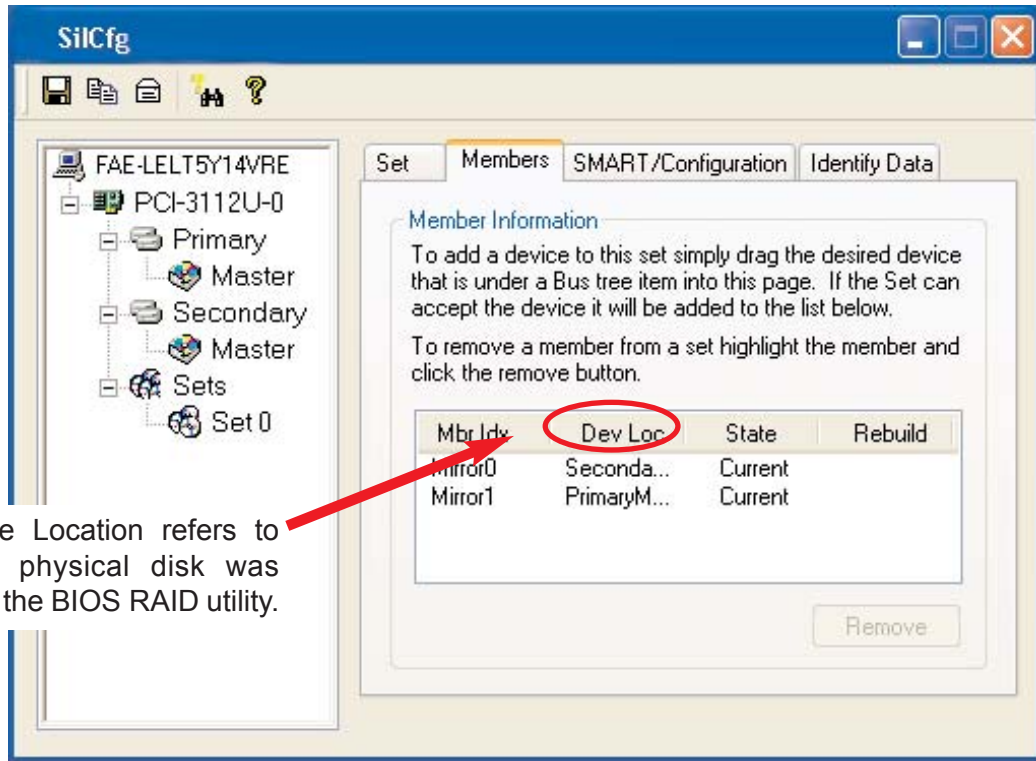 SiICfg
FAE-LELT5Y14VRE
PCI-3112U-0
Primary
Master
Secondary
Master
Sets
Set 0
Set Members SMART/Configuration Identify Data
Member Information
To add a device to this set simply drag the desired device
that is under a Bus tree item into this page. If the Set can
accept the device it will be added to the list below.
To remove a member from a set highlight the member and
click the remove button.
Mbr Idx Dev Loc State Rebuild
Mirror0 Seconda... Current
Mirror1 PrimaryM... Current
e Location refers to
physical disk was
the BIOS RAID utility.
Remove